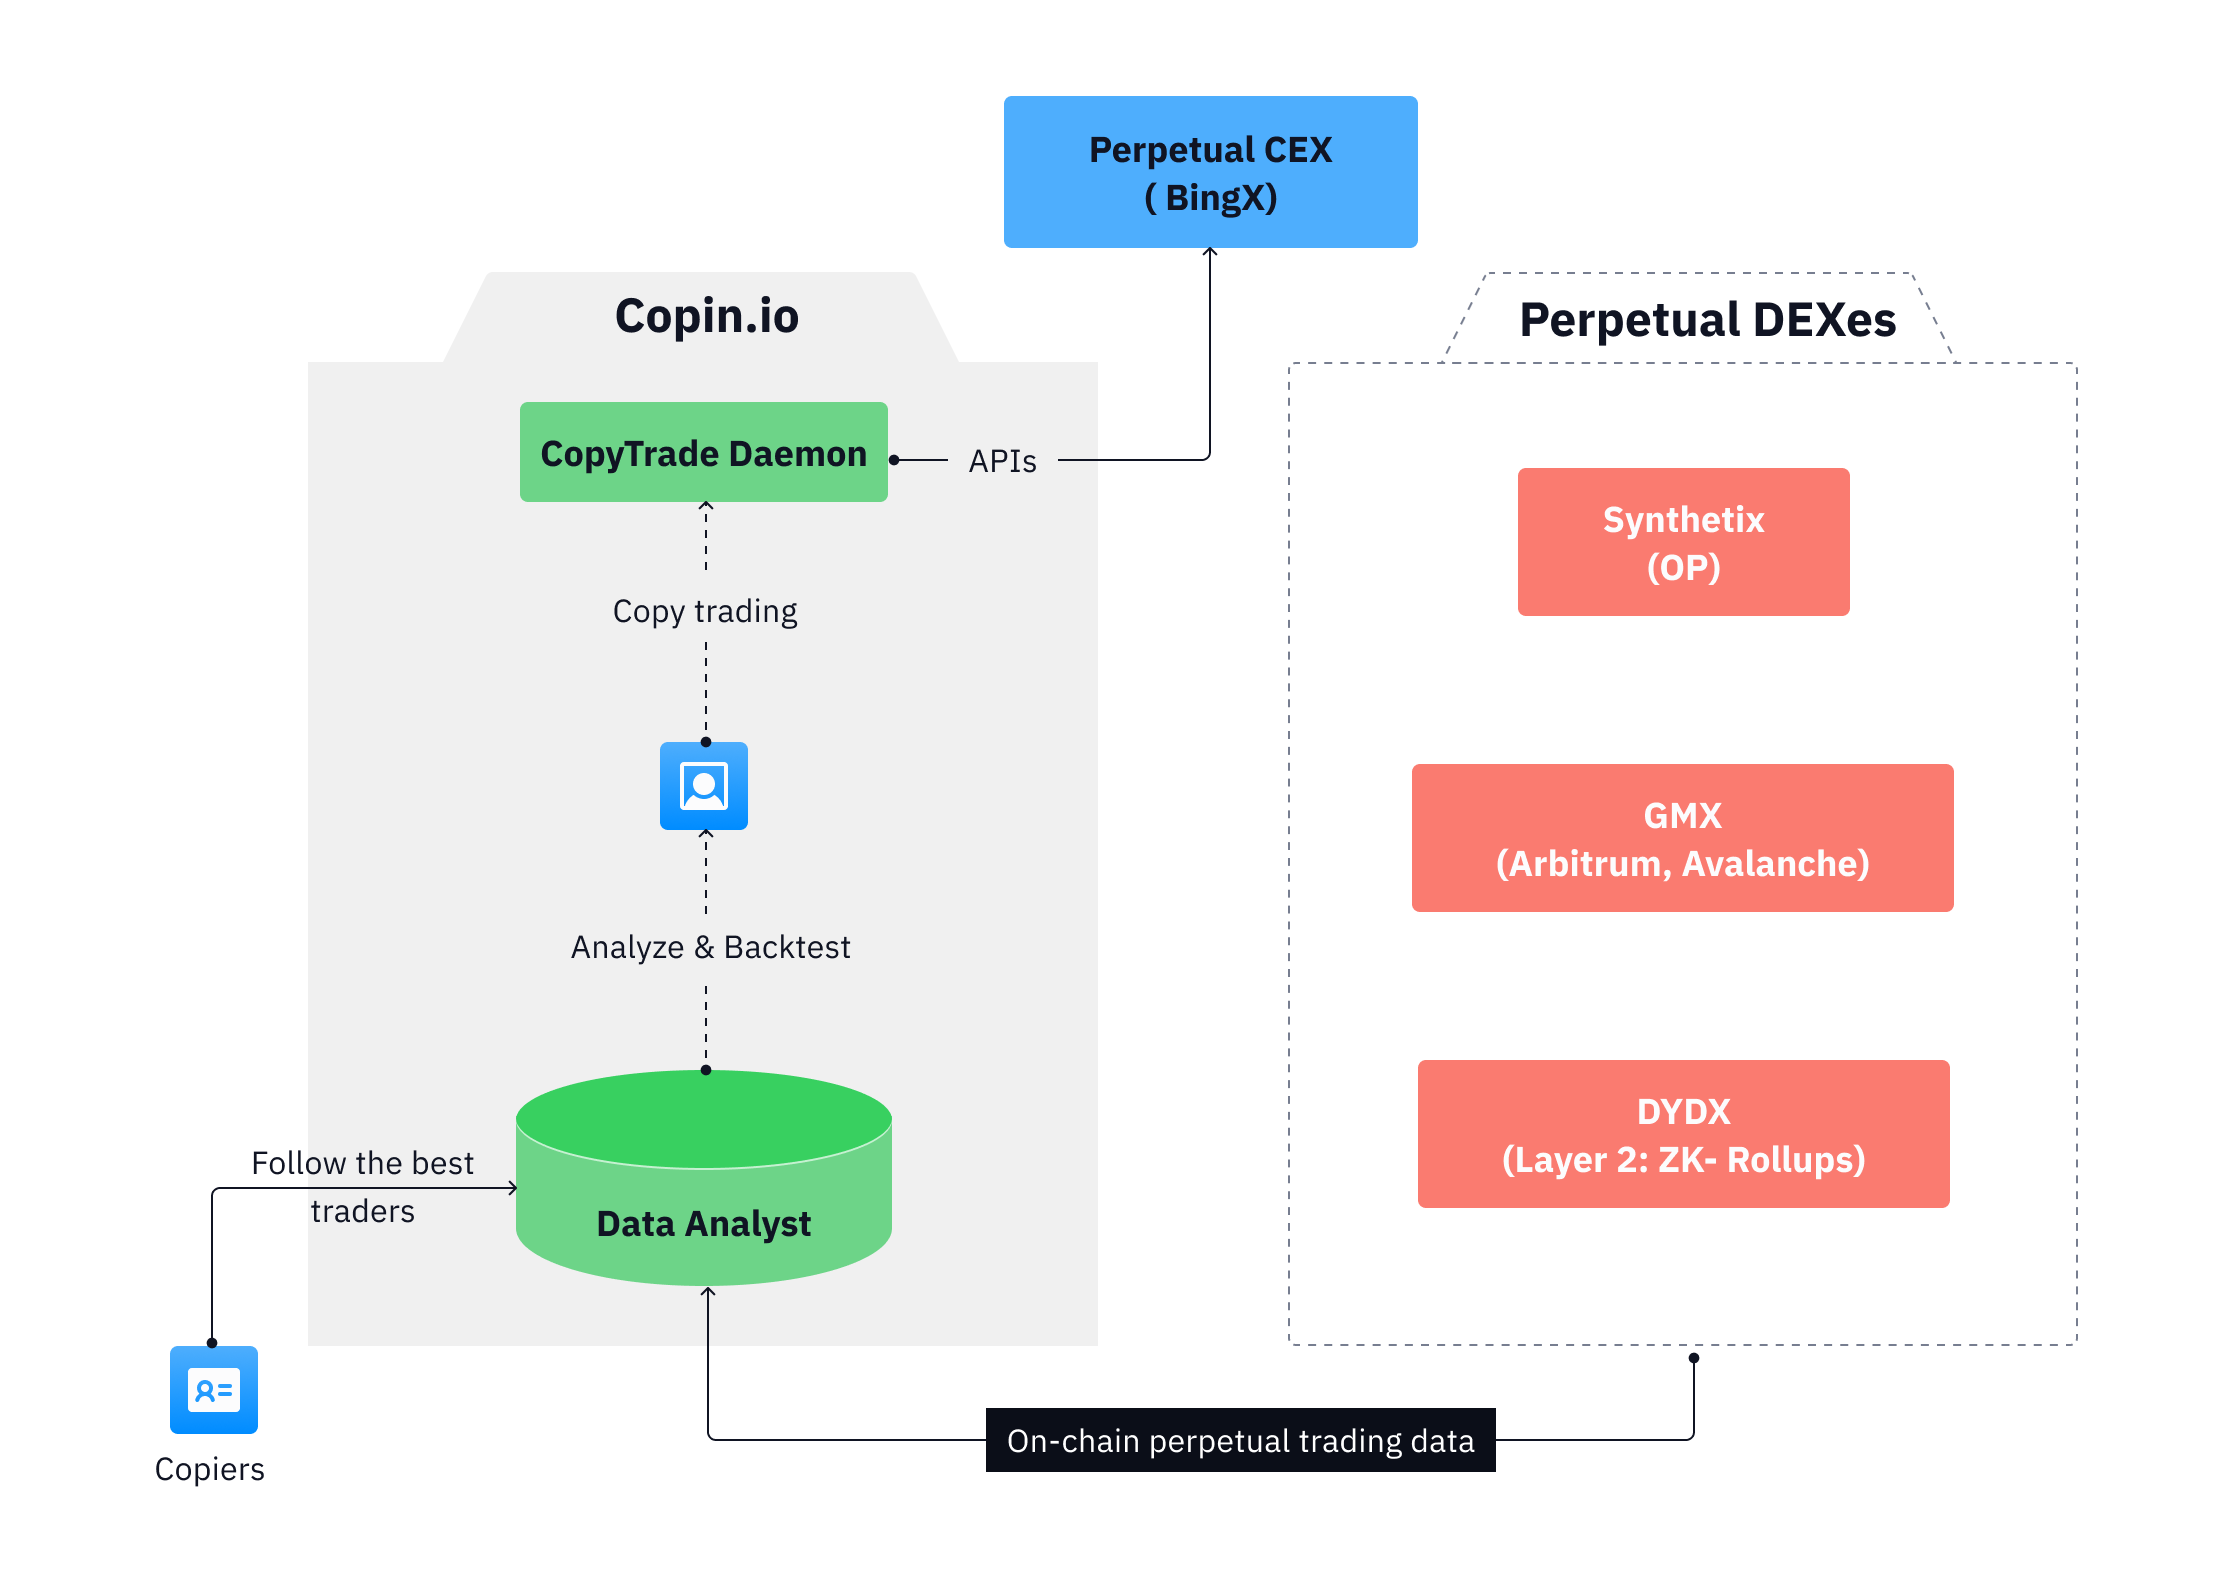 Perpetual CEX
( BingX)
Copin.io
CopyTrade Daemon
APIs
Copy trading
Analyze & Backtest
Follow the best
traders
Data Analyst
Copiers
Perpetual DEXes
Synthetix
(OP)
GMX
(Arbitrum, Avalanche)
DYDX
(Layer 2: ZK- Rollups)
On-chain perpetual trading data